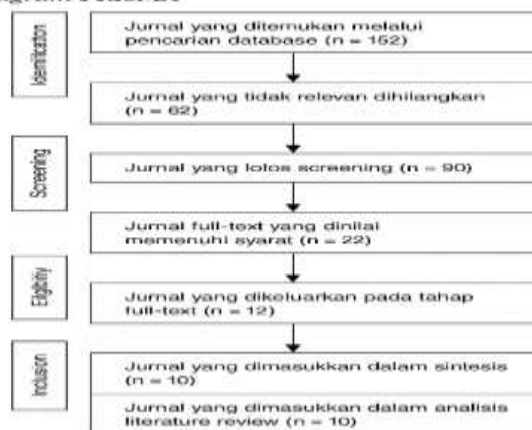 Identification
Jurnal yang ditemukan melalui
pencarian database (n = 152)
Jurnal yang tidak relevan dihilangkan
(n = 62)
Screening
Jurnal yang lolos screening (n = 90)
Jurnal full-text yang dinilai
memenuhi syarat (n = 22)
Eligibility
Jurnal yang dikeluarkan pada tahap
full-text (n = 12)
Inclusion
Jurnal yang dimasukkan dalam sintesis
(n = 10)
Jurnal yang dimasukkan dalam analisis
literature review (n = 10)